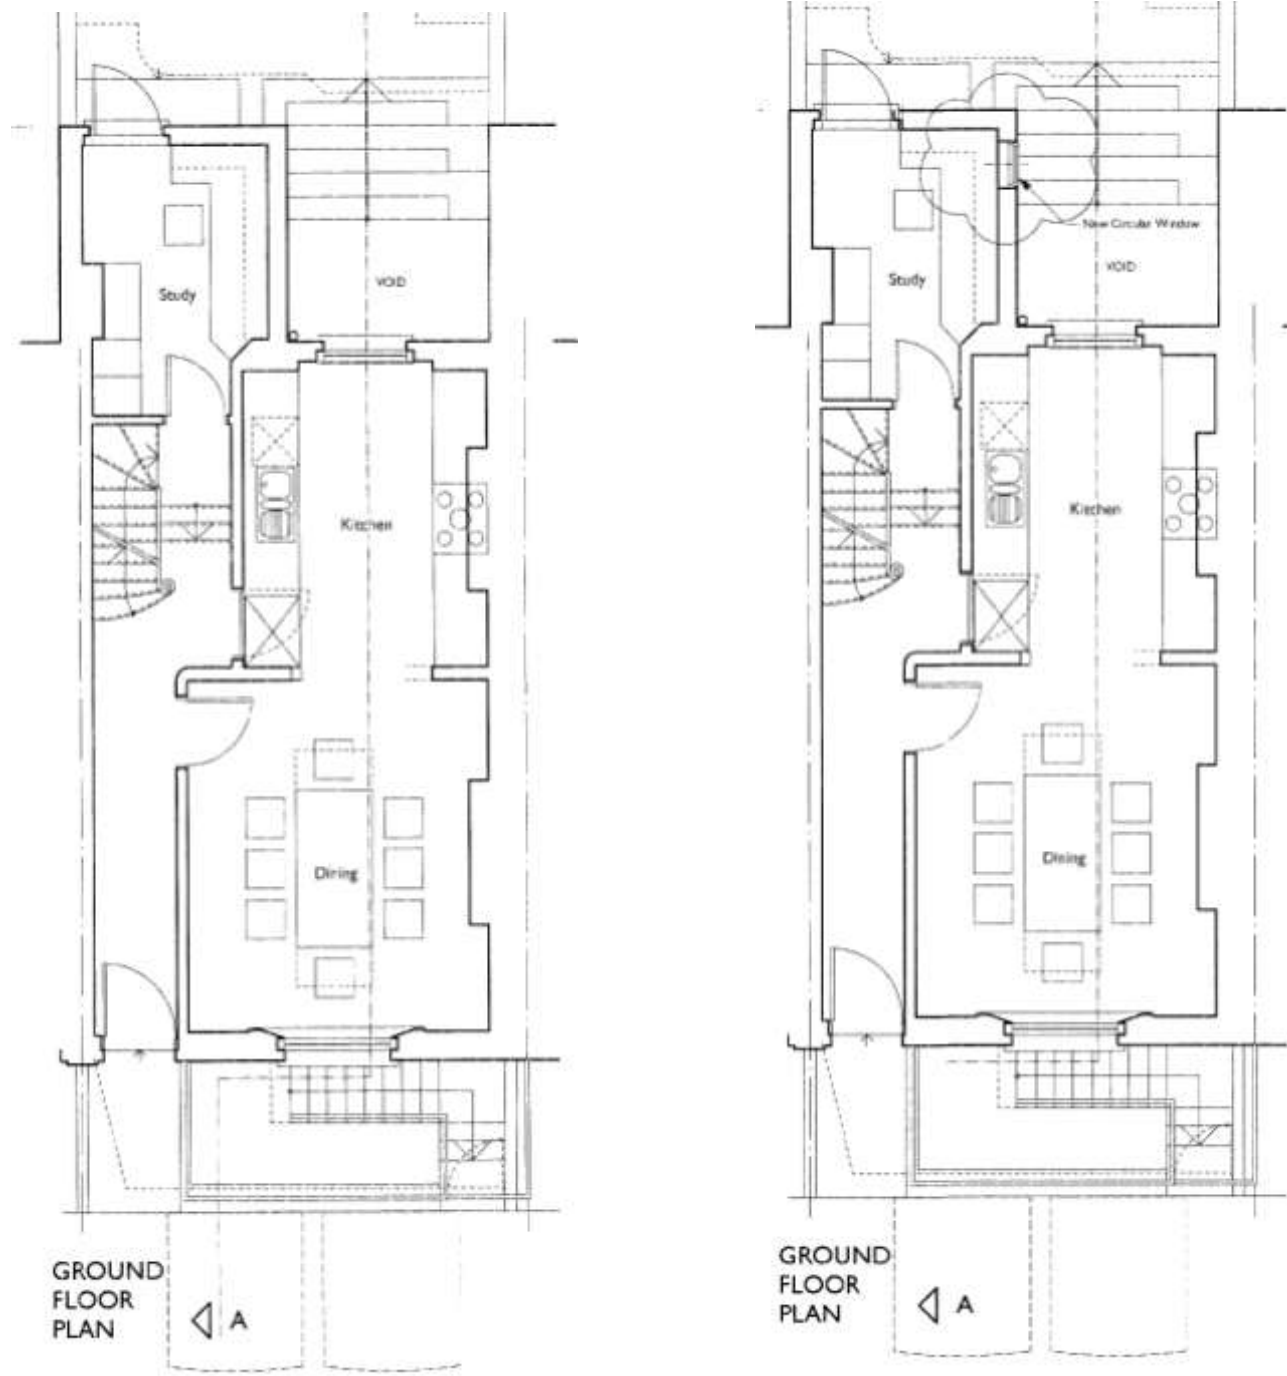 VOID
Study
Kitchen
Dining
GROUND
FLOOR
PLAN
A
New Circular Window
VOID
Study
Kitchen
Dining
GROUND
FLOOR
PLAN
A